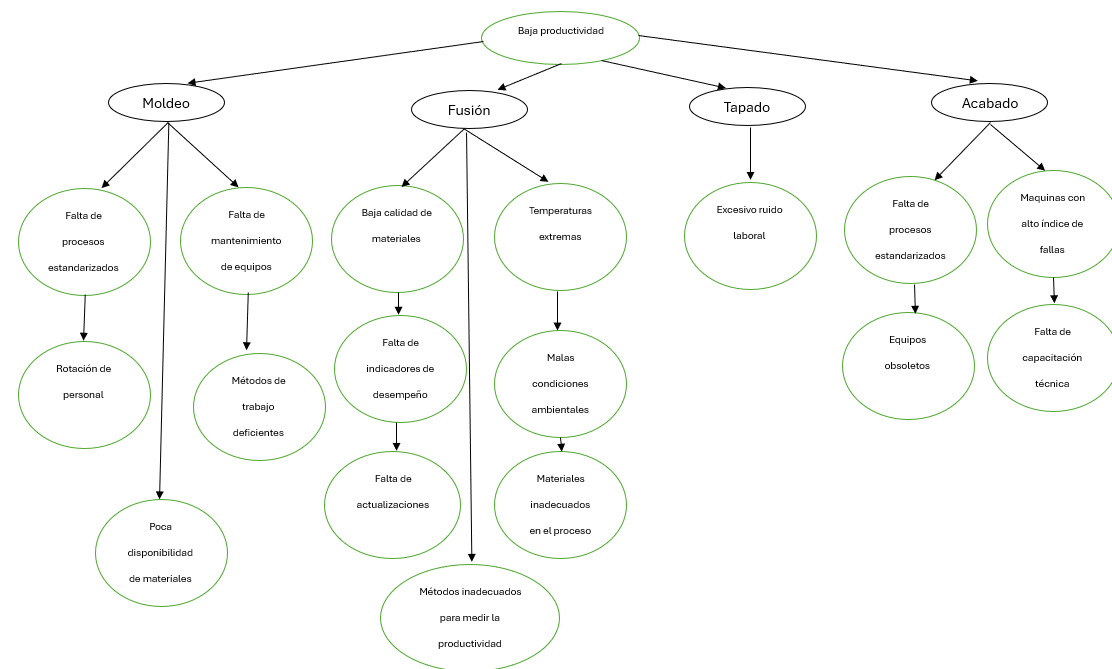 Baja productividad
Moldeo
Fusión
Tapado
Acabado
Falta de
procesos
estandarizados
Falta de
mantenimiento
de equipos
Baja calidad de
materiales
Temperaturas
extremas
Excesivo ruido
laboral
Falta de
procesos
estandarizados
Maquinas con
alto índice de
fallas
Rotación de
personal
Métodos de
trabajo
deficientes
Falta de
indicadores de
desempeño
Malas
condiciones
ambientales
Equipos
obsoletos
Falta de
capacitación
técnica
Poca
disponibilidad
de materiales
Falta de
actualizaciones
Materiales
inadecuados
en el proceso
Métodos inadecuados
para medir la
productividad